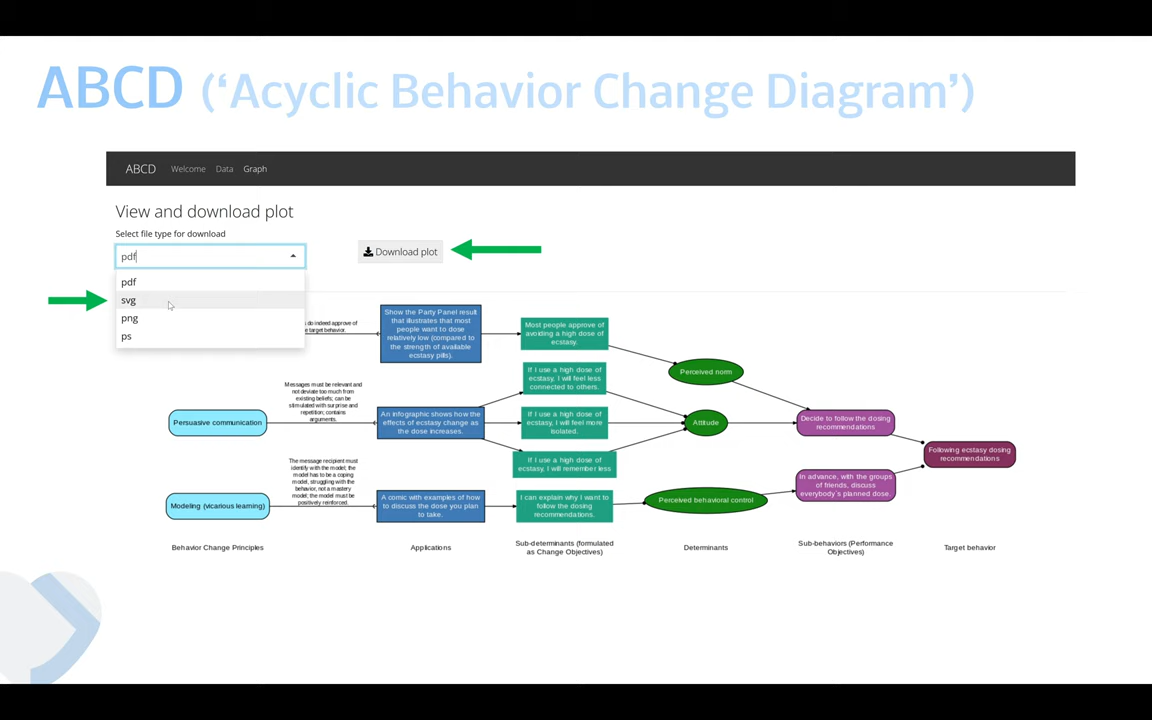 ABCD (‘Acyclic Behavior Change Diagram’)
ABCD Welcome Data Graph
View and download plot
Select file type for download
pdf
Download plot
pdf
svg
png
ps
do indeed approve of
target behavior.
Show the Party Panel result
that illustrates that most
people want to dose
relatively low (compared to
the strength of available
ecstasy pills).
Most people approve of
avoiding a high dose of
ecstasy.
Perceived norm
If I use a high dose of
ecstasy, I will feel less
connected to others.
Persuasive communication
Messages must be relevant and
not deviate too much from
existing beliefs; can be
stimulated with surprise and
repetition; contains
arguments.
An infographic shows how the
effects of ecstasy change as
the dose increases.
If I use a high dose of
ecstasy, I will feel more
isolated.
Attitude
Decide to follow the dosing
recommendations
If I use a high dose of
ecstasy, I will remember less.
Following ecstasy dosing
recommendations
Modeling (vicarious learning)
The message recipient must
identify with the model; the
model has to be a coping
model, struggling with the
behavior, not a mastery
model; the model must be
positively reinforced.
A comic with examples of how
to discuss the dose you plan
to take.
I can explain why I want to
follow the dosing
recommendations.
Perceived behavioral control
In advance, with the groups
of friends, discuss
everybody`s planned dose.
Behavior Change Principles
Applications
Sub-determinants (formulated
as Change Objectives)
Determinants
Sub-behaviors (Performance
Objectives)
Target behavior